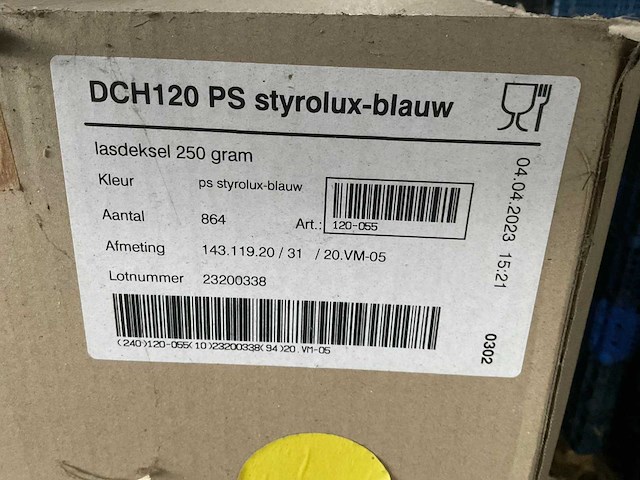 DCH120 PS styrolux-blauw
lasdeksel 250 gram
Kleur ps styrolux-blauw
Aantal 864 Art.: 120-055
Afmeting 143.119.20 / 31 / 20.VM-05
Lotnummer 23200338
(240)120-055(10)23200338(94)20.VM-05
04.04.2023 15:21
0302